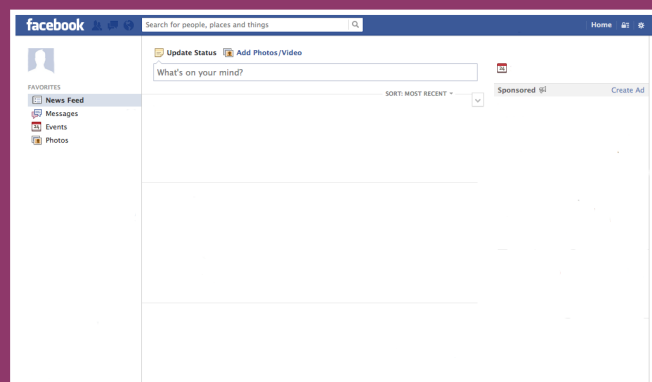 facebook Search for people, places and things Home
Update Status Add Photos/Video
What's on your mind?
FAVORITES
News Feed
Messages
Events
Photos
SORT: MOST RECENT
Sponsored Create Ad